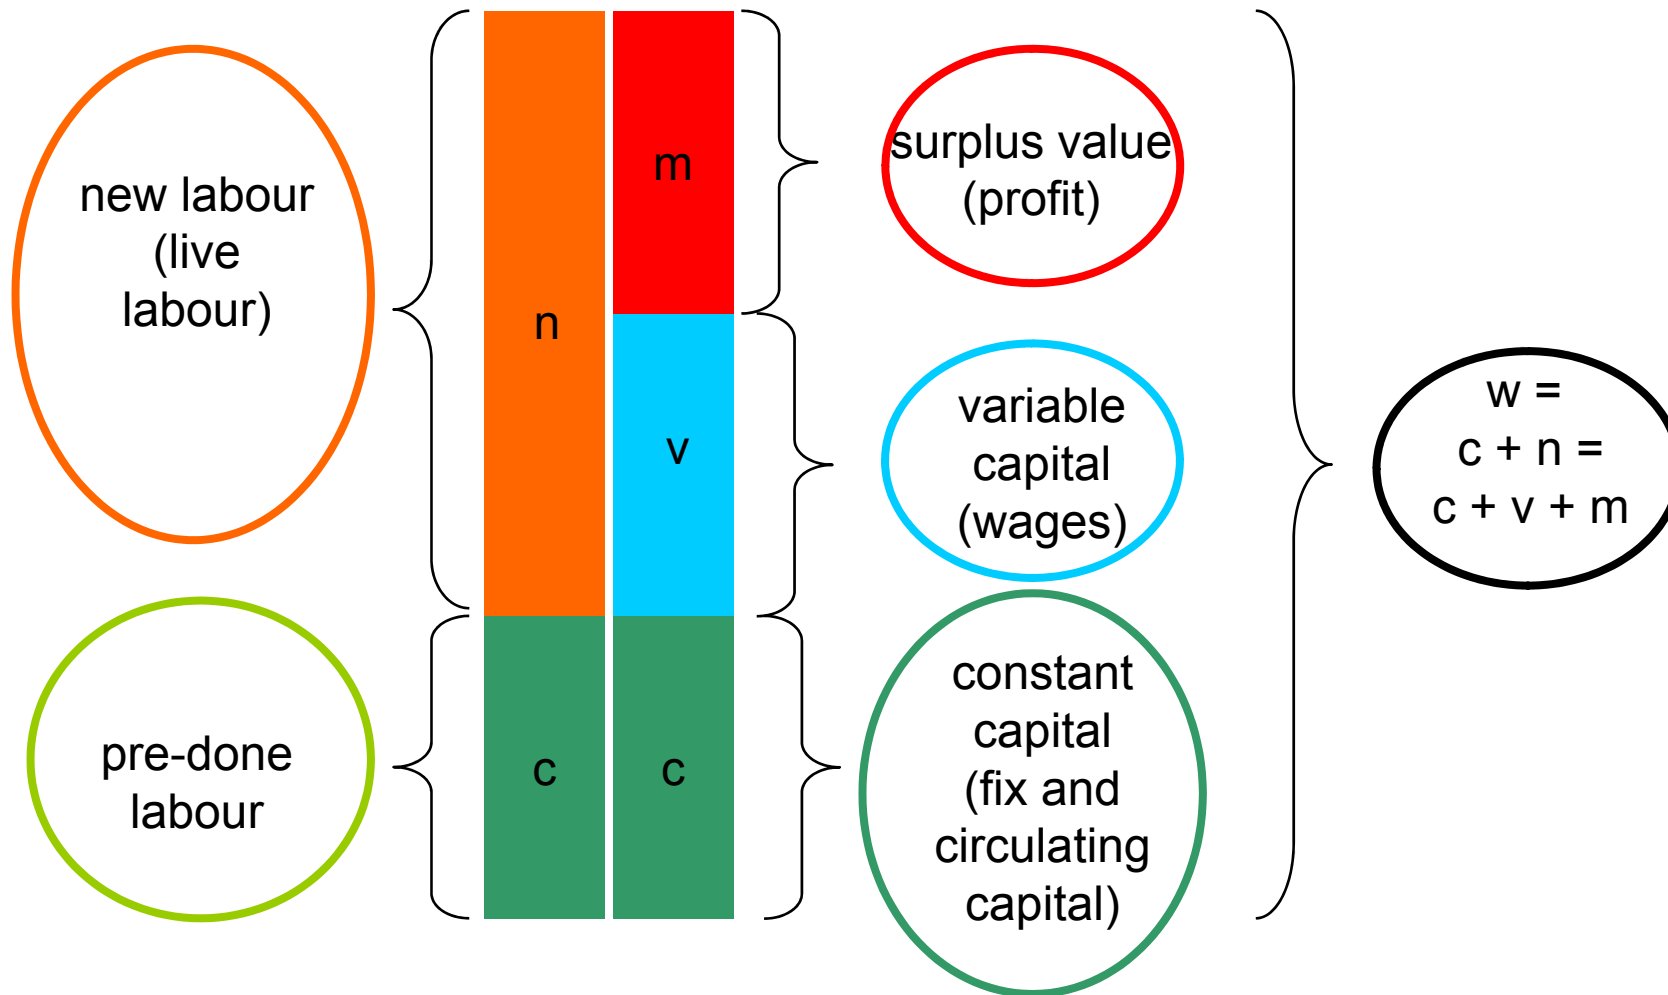 new labour
(live
labour)
pre-done
labour
n
c
m
v
c
surplus value
(profit)
variable
capital
(wages)
constant
capital
(fix and
circulating
capital)
w =
c + n =
c + v + m